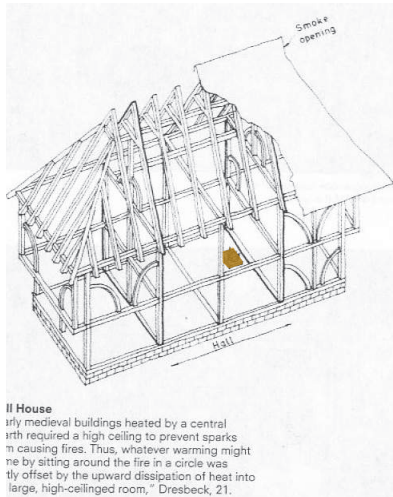 Smoke
opening
Hall
ll House
arly medieval buildings heated by a central
arth required a high ceiling to prevent sparks
m causing fires. Thus, whatever warming might
me by sitting around the fire in a circle was
tly offset by the upward dissipation of heat into
large, high-ceilinged room,” Dresbeck, 21.